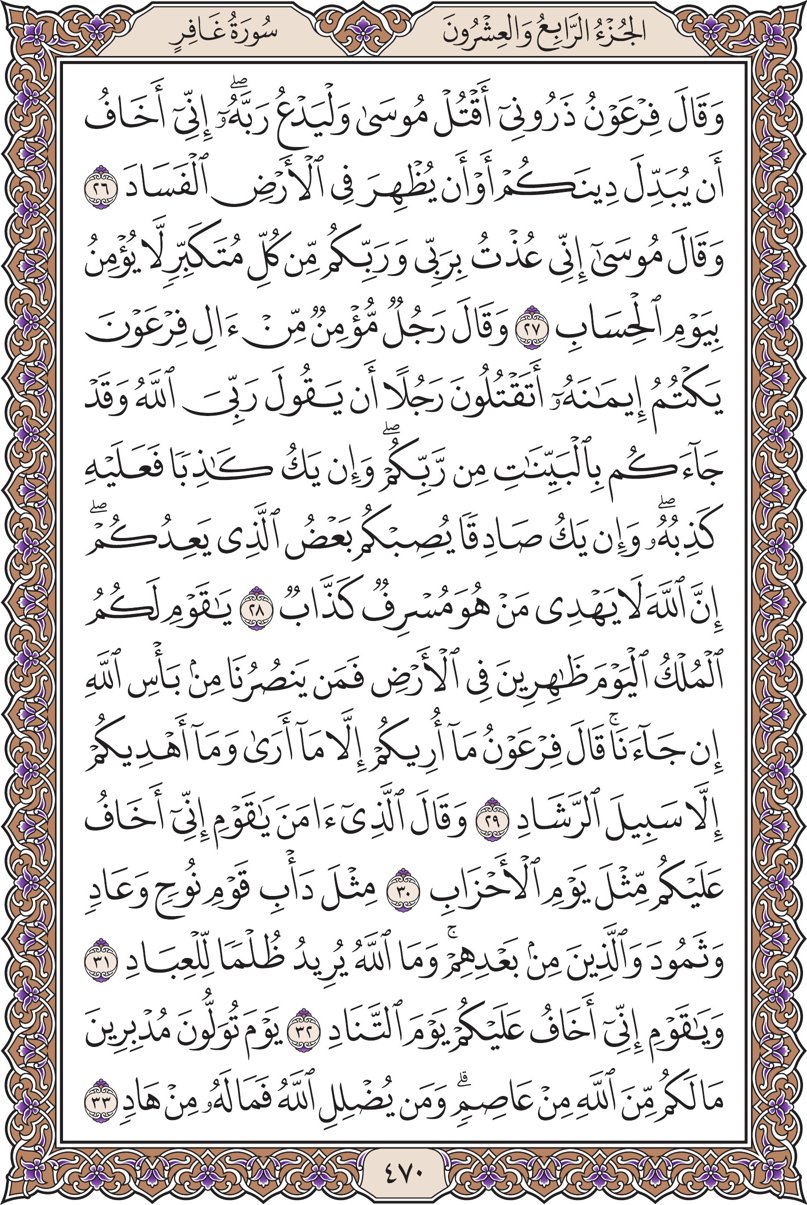 الجُزْءُ الرَّابِعُ وَالعِشْرُونَ
سُورَةُ غَافِرٍ
وَقَالَ فِرْعَوْنُ ذَرُونِيٓ أَقْتُلْ مُوسَىٰ وَلْيَدْعُ رَبَّهُۥٓۖ إِنِّيٓ أَخَافُ
أَن يُبَدِّلَ دِينَكُمْ أَوْ أَن يُظْهِرَ فِي ٱلْأَرْضِ ٱلْفَسَادَ ٢٦
وَقَالَ مُوسَىٰٓ إِنِّي عُذْتُ بِرَبِّي وَرَبِّكُم مِّن كُلِّ مُتَكَبِّرٍ لَّا يُؤْمِنُ
بِيَوْمِ ٱلْحِسَابِ ٢٧ وَقَالَ رَجُلٌ مُّؤْمِنٌ مِّنْ ءَالِ فِرْعَوْنَ
يَكْتُمُ إِيمَٰنَهُۥٓ أَتَقْتُلُونَ رَجُلًا أَن يَقُولَ رَبِّيَ ٱللَّهُ وَقَدْ
جَآءَكُم بِٱلْبَيِّنَٰتِ مِن رَّبِّكُمْۖ وَإِن يَكُ كَٰذِبًا فَعَلَيْهِ
كَذِبُهُۥۖ وَإِن يَكُ صَادِقًا يُصِبْكُم بَعْضُ ٱلَّذِي يَعِدُكُمْۖ
إِنَّ ٱللَّهَ لَا يَهْدِي مَنْ هُوَ مُسْرِفٌ كَذَّابٌ ٢٨ يَٰقَوْمِ لَكُمُ
ٱلْمُلْكُ ٱلْيَوْمَ ظَٰهِرِينَ فِي ٱلْأَرْضِ فَمَن يَنصُرُنَا مِنۢ بَأْسِ ٱللَّهِ
إِن جَآءَنَاۚ قَالَ فِرْعَوْنُ مَآ أُرِيكُمْ إِلَّا مَآ أَرَىٰ وَمَآ أَهْدِيكُمْ
إِلَّا سَبِيلَ ٱلرَّشَادِ ٢٩ وَقَالَ ٱلَّذِيٓ ءَامَنَ يَٰقَوْمِ إِنِّيٓ أَخَافُ
عَلَيْكُم مِّثْلَ يَوْمِ ٱلْأَحْزَابِ ٣٠ مِثْلَ دَأْبِ قَوْمِ نُوحٍ وَعَادٍ
وَثَمُودَ وَٱلَّذِينَ مِنۢ بَعْدِهِمْۚ وَمَا ٱللَّهُ يُرِيدُ ظُلْمًا لِّلْعِبَادِ ٣١
وَيَٰقَوْمِ إِنِّيٓ أَخَافُ عَلَيْكُمْ يَوْمَ ٱلتَّنَادِ ٣٢ يَوْمَ تُوَلُّونَ مُدْبِرِينَ
مَا لَكُم مِّنَ ٱللَّهِ مِنْ عَاصِمٍۗ وَمَن يُضْلِلِ ٱللَّهُ فَمَا لَهُۥ مِنْ هَادٍ ٣٣
٤٧٠